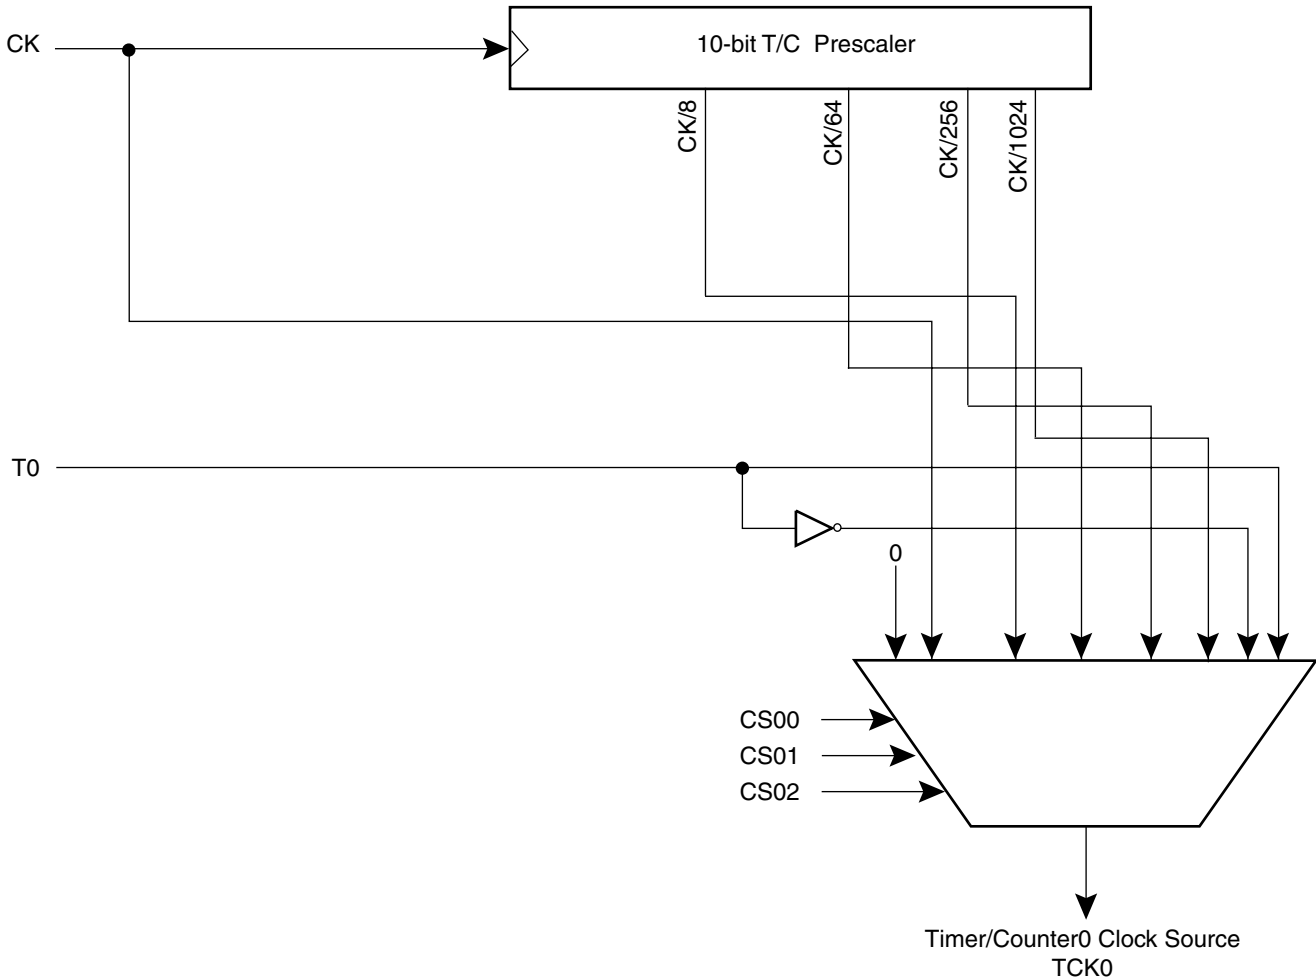 CK
10-bit T/C Prescaler
CK/8
CK/64
CK/256
CK/1024
T0
0
CS00
CS01
CS02
Timer/Counter0 Clock Source
TCK0